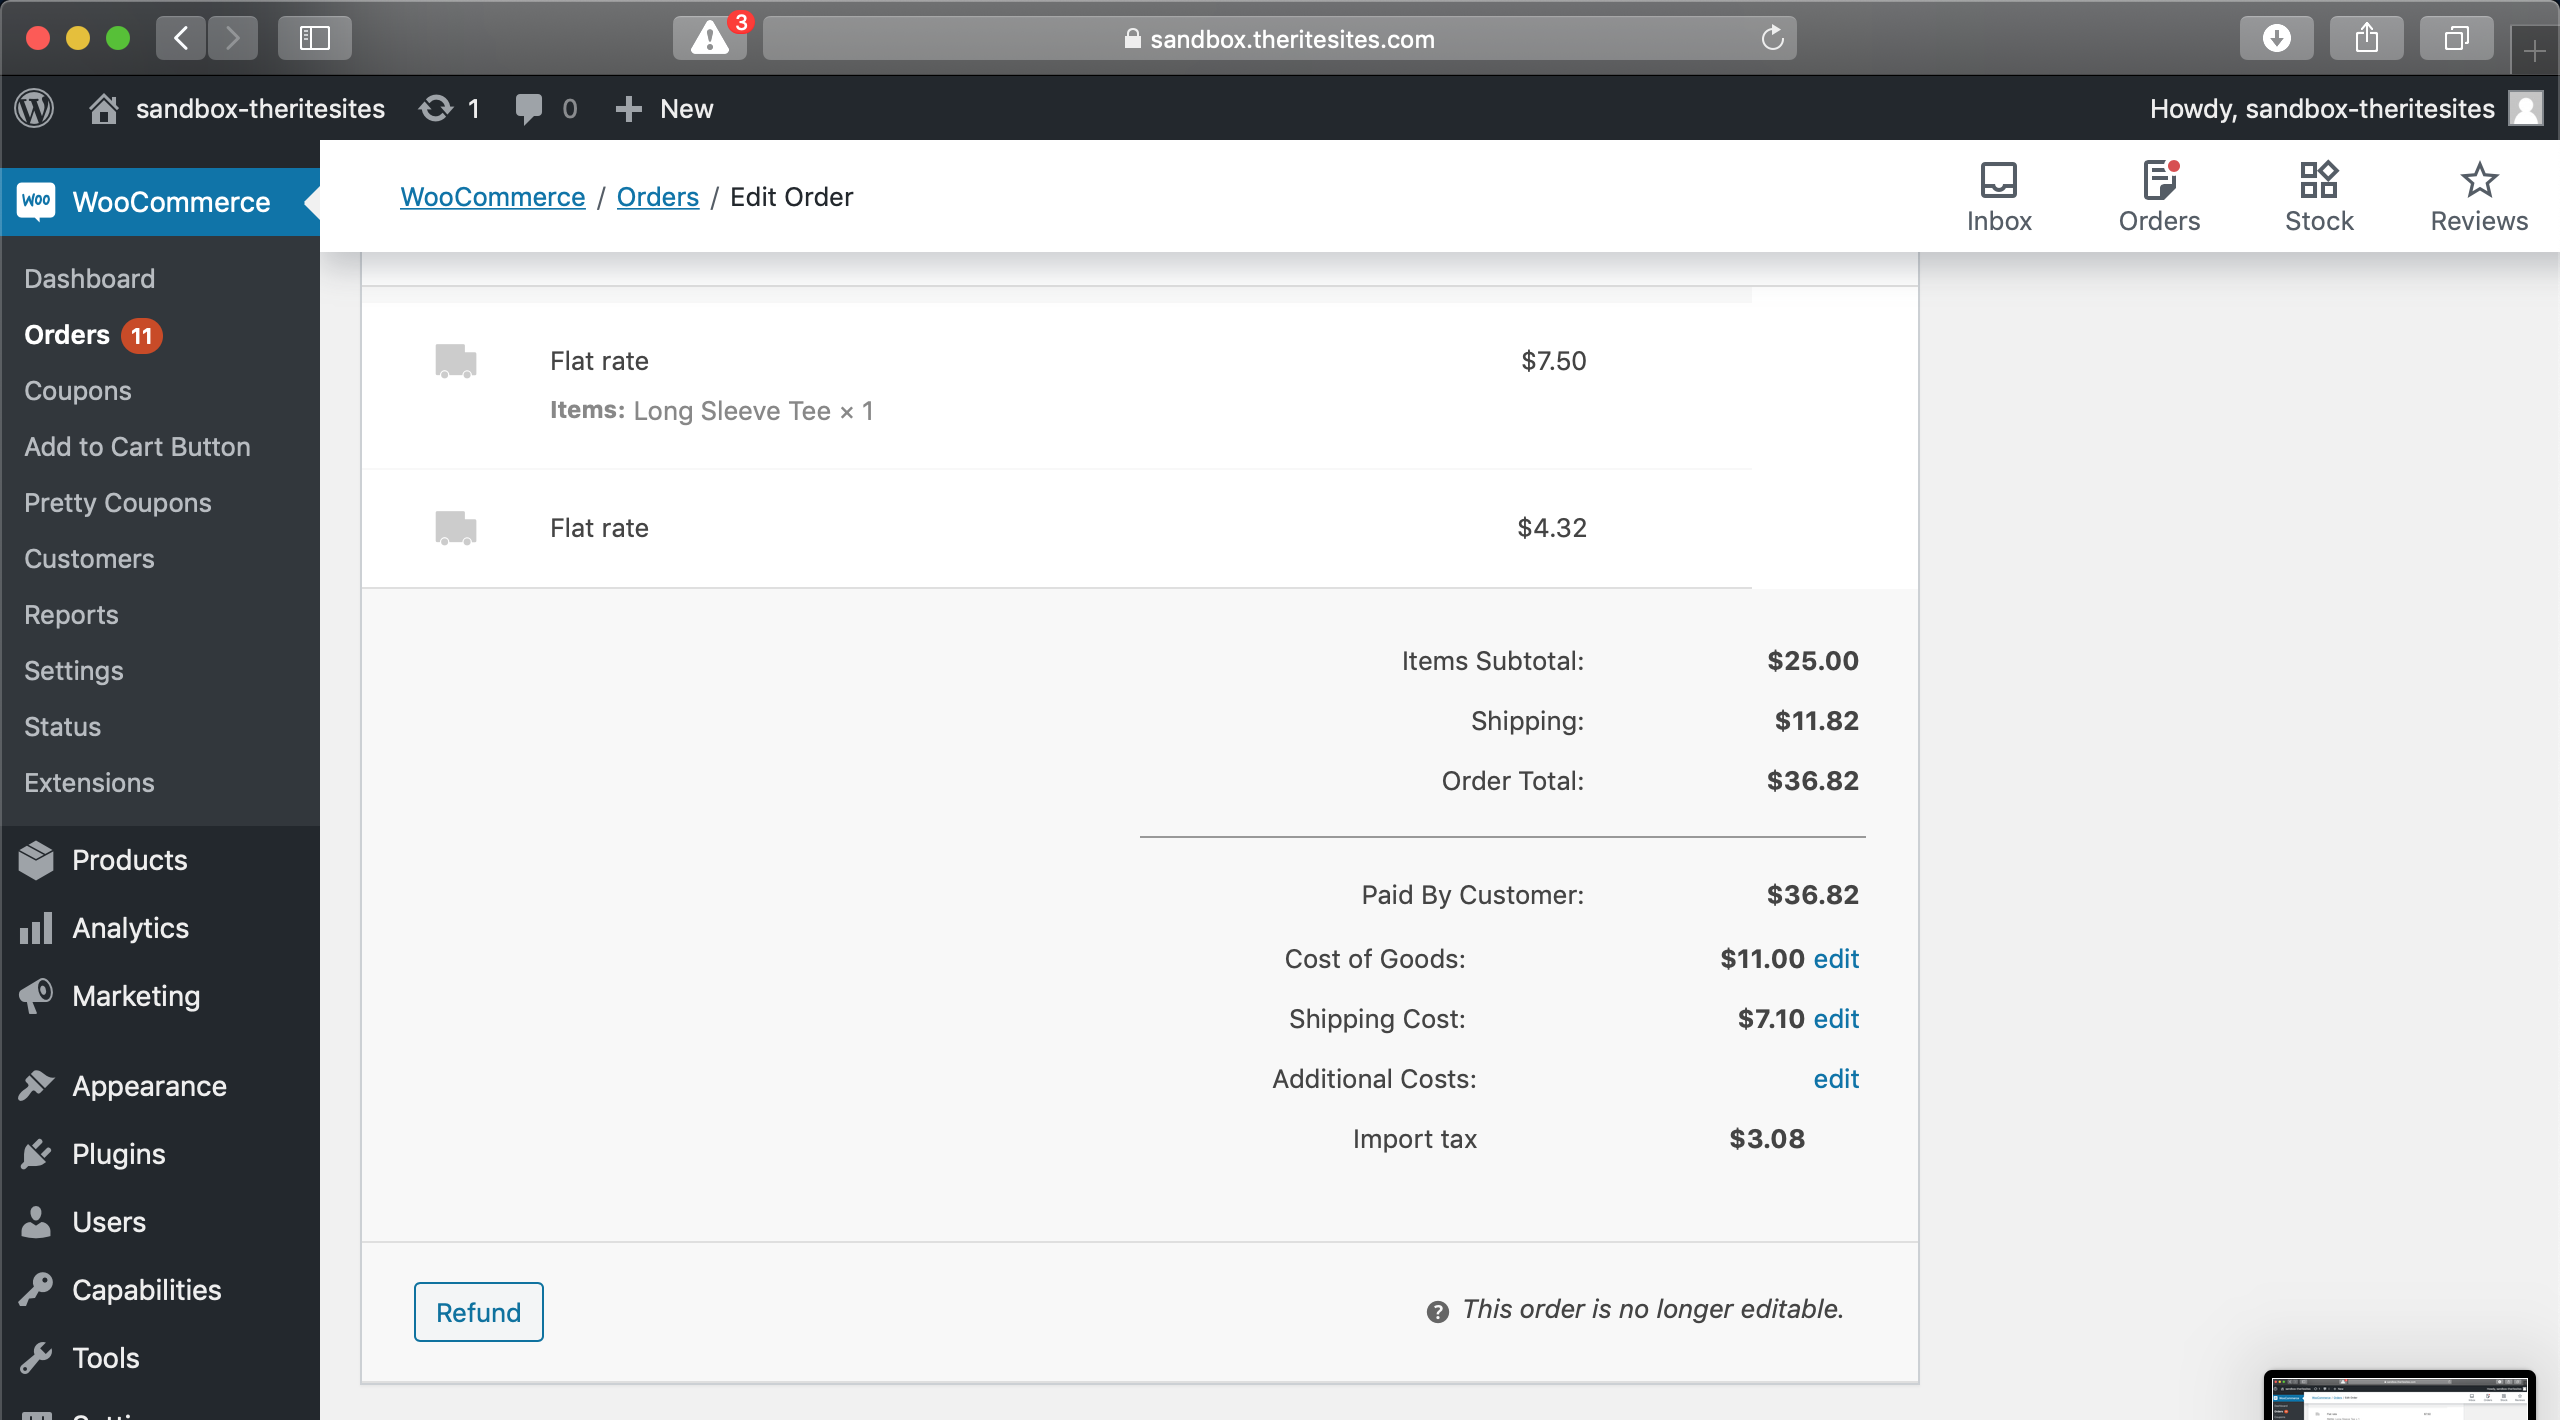 3
sandbox.theritesites.com
sandbox-theritesites 1 0 New
Howdy, sandbox-theritesites
Woo WooCommerce
WooCommerce / Orders / Edit Order
Inbox
Orders
Stock
Reviews
Dashboard
Orders 11
Coupons
Add to Cart Button
Pretty Coupons
Customers
Reports
Settings
Status
Extensions
Products
Analytics
Marketing
Appearance
Plugins
Users
Capabilities
Tools
Flat rate $7.50
Items: Long Sleeve Tee × 1
Flat rate $4.32
Items Subtotal: $25.00
Shipping: $11.82
Order Total: $36.82
Paid By Customer: $36.82
Cost of Goods: $11.00 edit
Shipping Cost: $7.10 edit
Additional Costs: edit
Import tax $3.08
Refund
? This order is no longer editable.